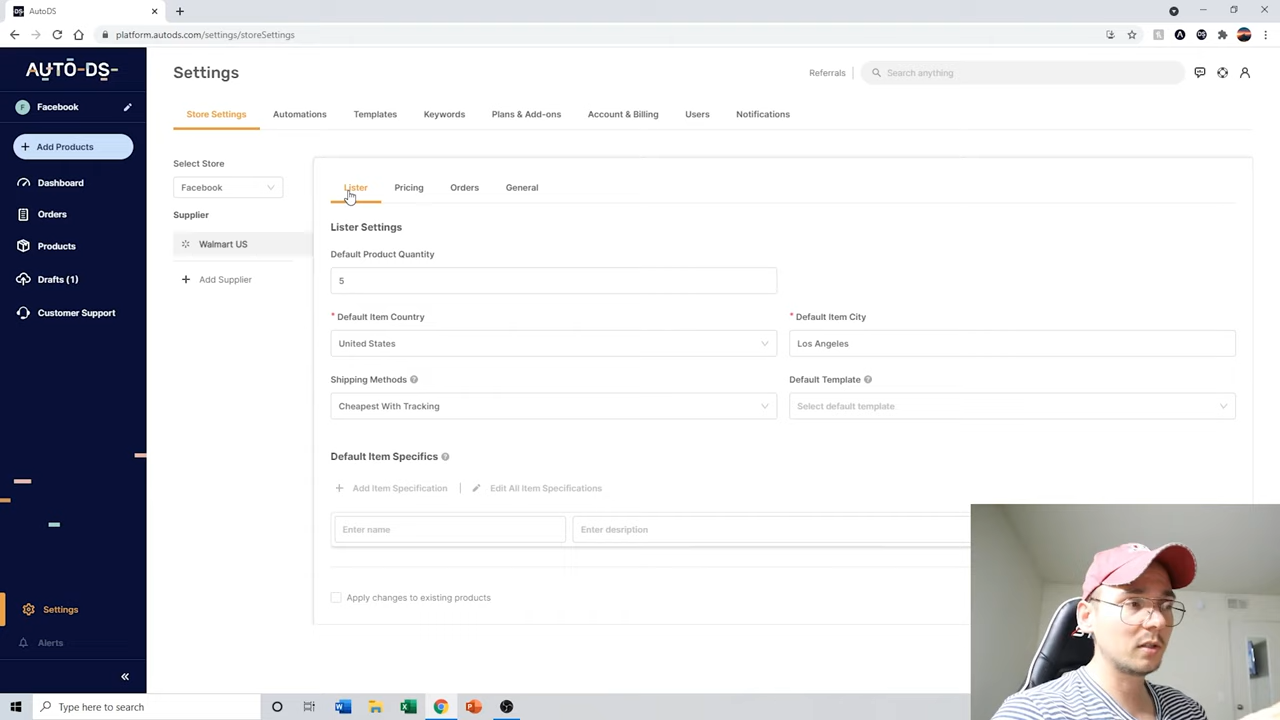 DS AutoDS
platform.autods.com/settings/storeSettings
AUTO-DS-
F Facebook
Add Products
Dashboard
Orders
Products
Drafts (1)
Customer Support
Settings
Alerts
Settings
Referrals
Search anything
Store Settings Automations Templates Keywords Plans & Add-ons Account & Billing Users Notifications
Select Store
Facebook
Supplier
Walmart US
Add Supplier
Lister Pricing Orders General
Lister Settings
Default Product Quantity
5
* Default Item Country * Default Item City
United States Los Angeles
Shipping Methods ? Default Template ?
Cheapest With Tracking Select default template
Default Item Specifics ?
+ Add Item Specification | Edit All Item Specifications
Enter name Enter desription
Apply changes to existing products
Type here to search